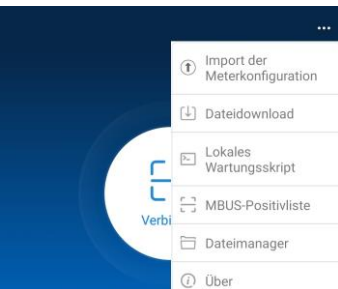 Import der
Meterkonfiguration
Dateidownload
Lokales
Wartungsskript
MBUS-Positivliste
Verbi
Dateimanager
Über